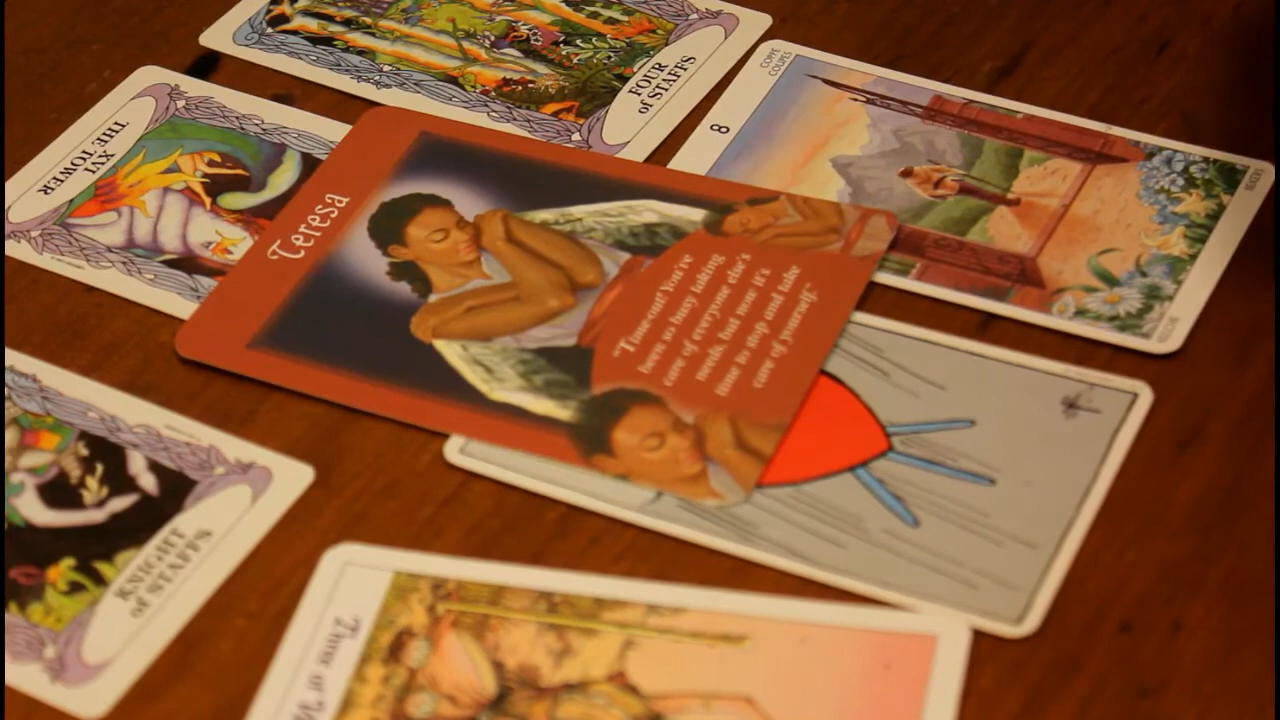 FOUR
of STAFFS
COPPE
COUPES
8
XVI
THE TOWER
Teresa
"Time-out! You're
been so busy taking
care of everyone else's
needs, but now it's
time to stop and take
care of yourself."
KNIGHT
of STAFFS